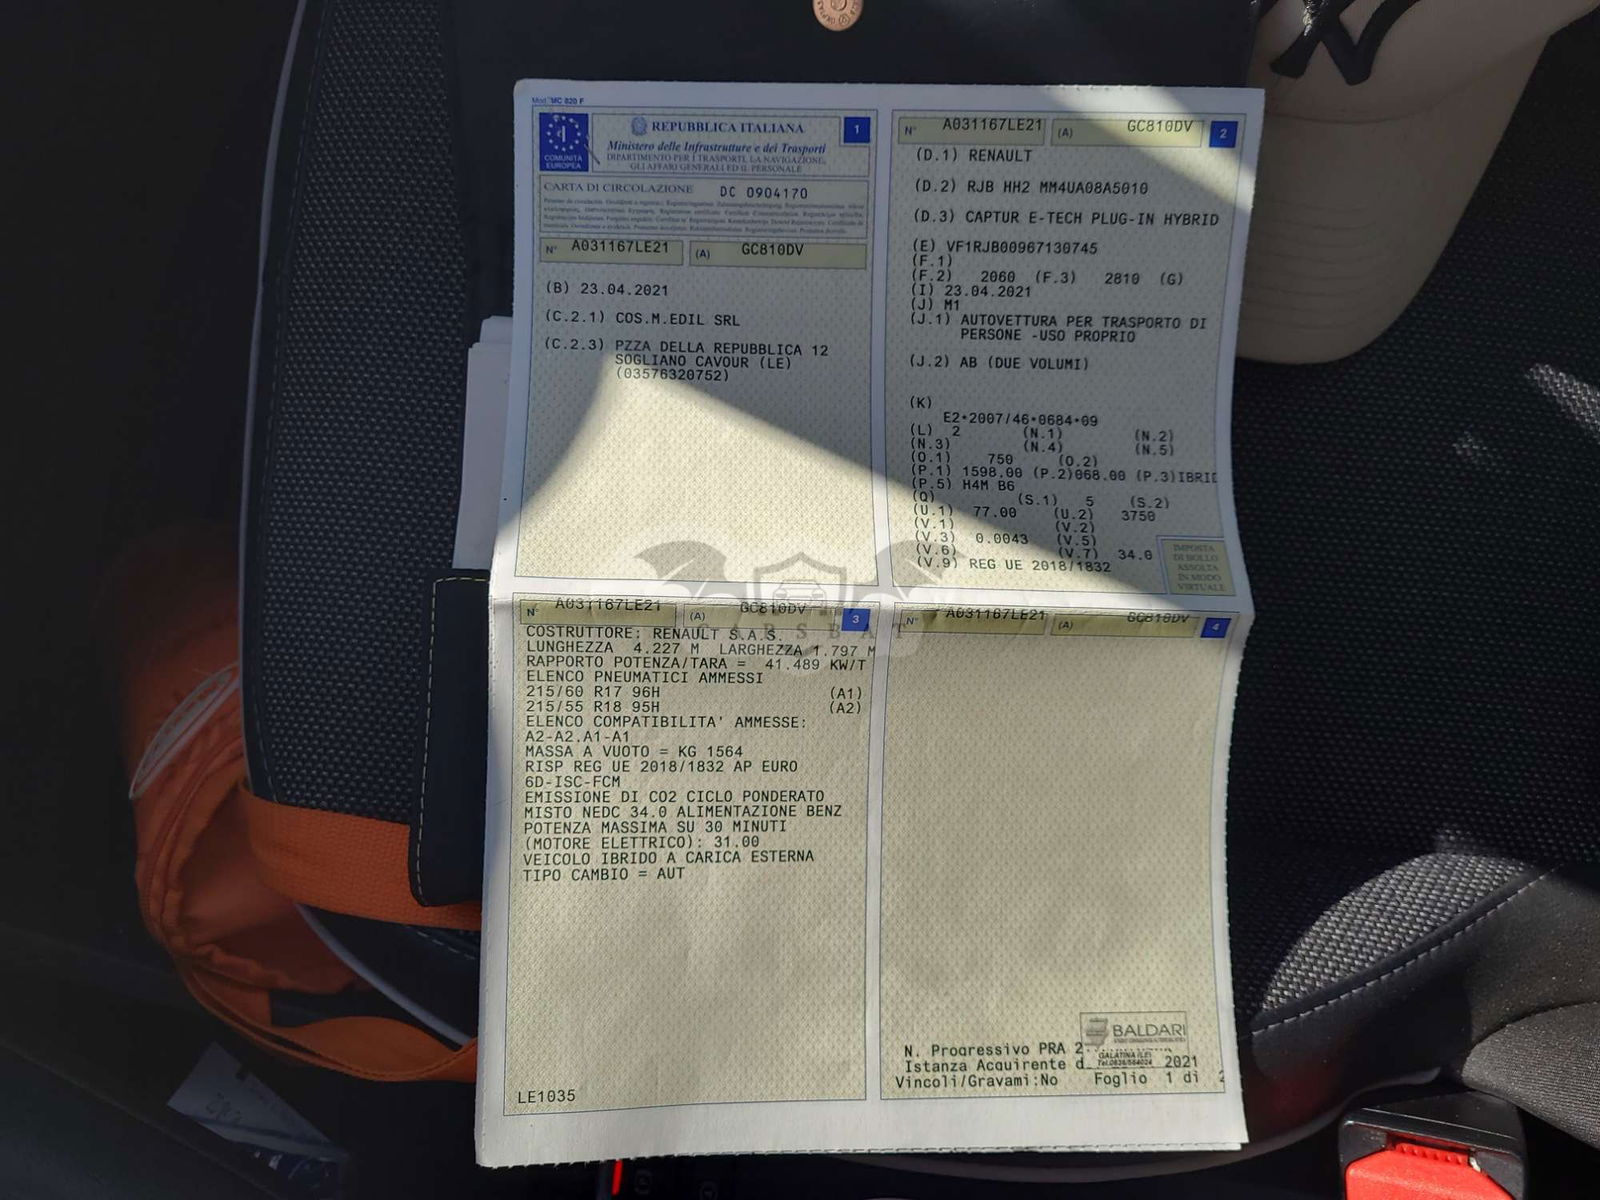 Mod. MC 820 F
COMUNITÀ
EUROPEA
REPUBBLICA ITALIANA
1
Ministero delle Infrastrutture e dei Trasporti
DIPARTIMENTO PER I TRASPORTI, LA NAVIGAZIONE,
GLI AFFARI GENERALI ED IL PERSONALE
CARTA DI CIRCOLAZIONE DC 0904170
N° A031167LE21 (A) GC810DV
(B) 23.04.2021
(C.2.1) COS.M.EDIL SRL
(C.2.3) PZZA DELLA REPUBBLICA 12
SOGLIANO CAVOUR (LE)
(03576320752)
N° A031167LE21 (A) GC810DV 2
(D.1) RENAULT
(D.2) RJB HH2 MM4UA08A5010
(D.3) CAPTUR E-TECH PLUG-IN HYBRID
(E) VF1RJB00967130745
(F.1)
(F.2) 2060 (F.3) 2810 (G)
(I) 23.04.2021
(J) M1
(J.1) AUTOVETTURA PER TRASPORTO DI
PERSONE -USO PROPRIO
(J.2) AB (DUE VOLUMI)
(K)
E2*2007/46*0684*09
(L) 2 (N.1) (N.2)
(N.3) (N.4) (N.5)
(O.1) 750 (O.2)
(P.1) 1598.00 (P.2)068.00 (P.3)IBRID
(P.5) H4M B6
(Q) (S.1) 5 (S.2)
(U.1) 77.00 (U.2) 3750
(V.1) (V.2)
(V.3) 0.0043 (V.5)
(V.6) (V.7) 34.0
(V.9) REG UE 2018/1832
IMPOSTA
DI BOLLO
ASSOLTA
IN MODO
VIRTUALE
N° A031167LE21 (A) GC810DV 3
CARSBAT
COSTRUTTORE: RENAULT S.A.S.
LUNGHEZZA 4.227 M LARGHEZZA 1.797 M
RAPPORTO POTENZA/TARA = 41.489 KW/T
ELENCO PNEUMATICI AMMESSI
215/60 R17 96H (A1)
215/55 R18 95H (A2)
ELENCO COMPATIBILITA' AMMESSE:
A2-A2,A1-A1
MASSA A VUOTO = KG 1564
RISP REG UE 2018/1832 AP EURO
6D-ISC-FCM
EMISSIONE DI CO2 CICLO PONDERATO
MISTO NEDC 34.0 ALIMENTAZIONE BENZ
POTENZA MASSIMA SU 30 MINUTI
(MOTORE ELETTRICO): 31.00
VEICOLO IBRIDO A CARICA ESTERNA
TIPO CAMBIO = AUT
LE1035
N° A031167LE21 (A) GC810DV 4
BALDARI
GALATINA (LE)
N. Progressivo PRA 2
Istanza Acquirente d 2021
Vincoli/Gravami:No Foglio 1 di 2